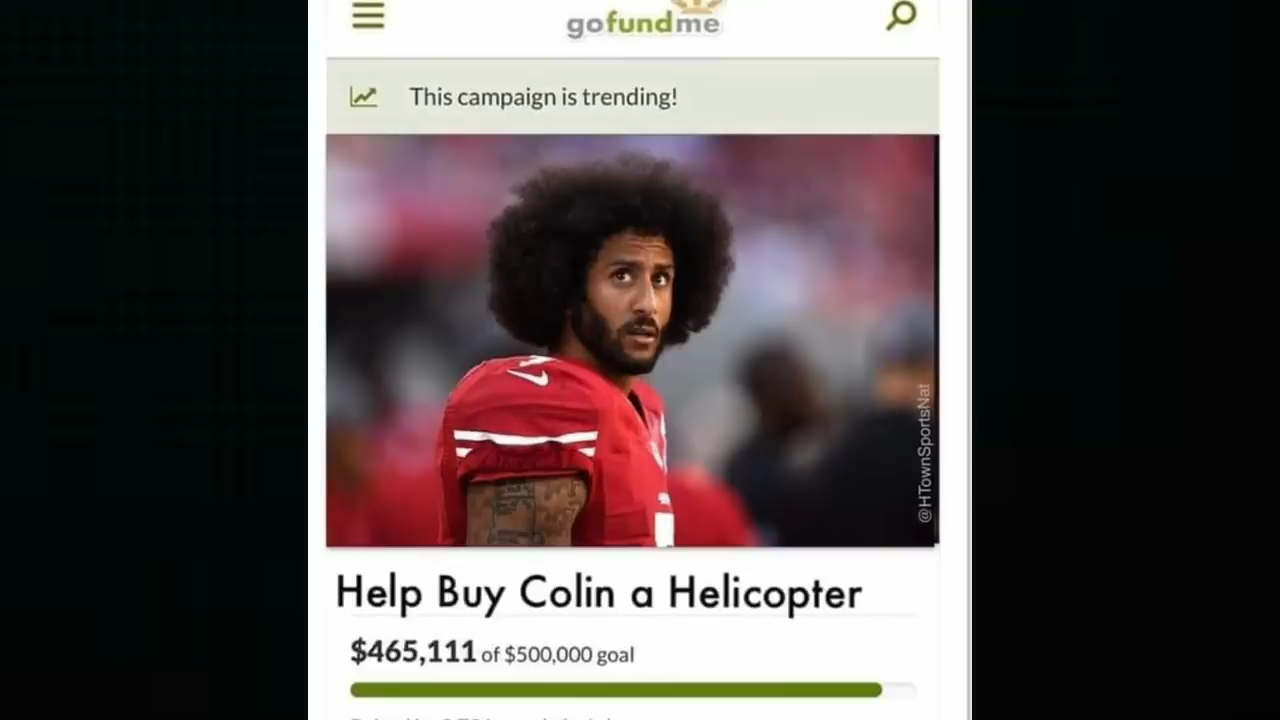 gofundme
This campaign is trending!
@HTownSportsNat
Help Buy Colin a Helicopter
$465,111 of $500,000 goal